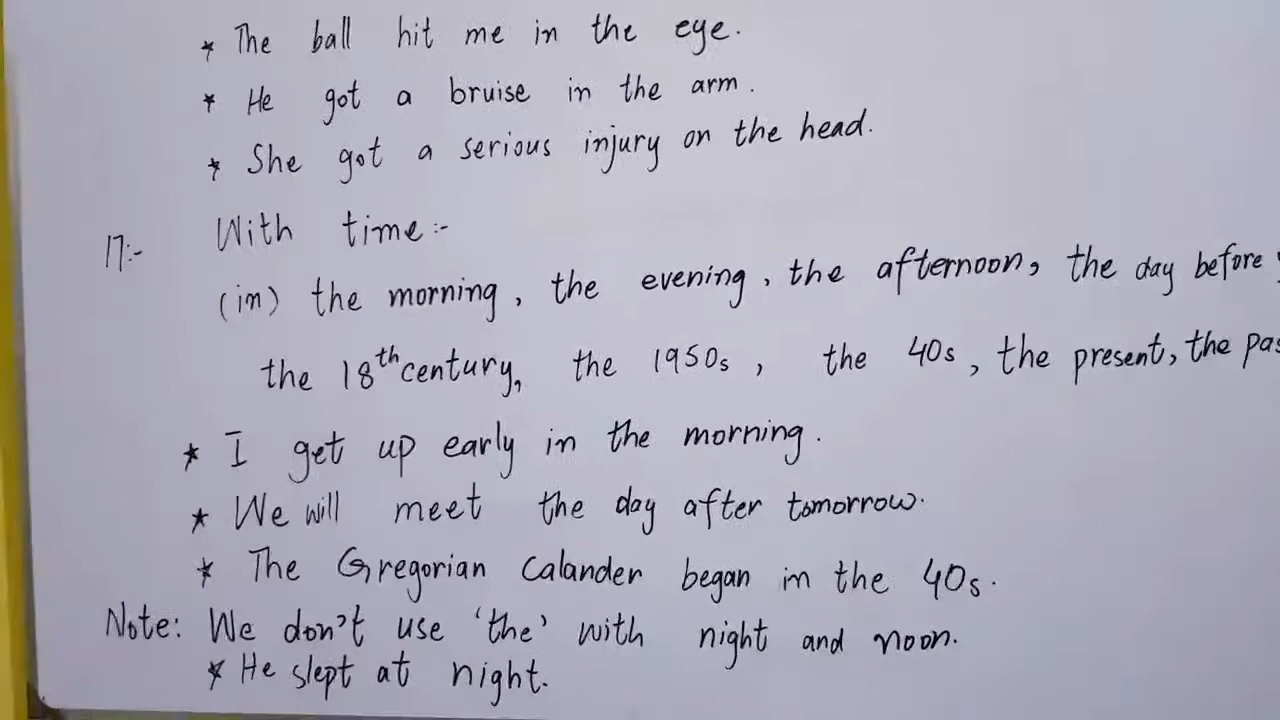 * The ball hit me in the eye.
* He got a bruise in the arm.
* She got a serious injury on the head.
17:- With time:-
(in) the morning, the evening, the afternoon, the day before
the 18th century, the 1950s, the 40s, the present, the pas
* I get up early in the morning.
* We will meet the day after tomorrow.
* The Gregorian Calander began in the 40s.
Note: We don't use 'the' with night and noon.
* He slept at night.